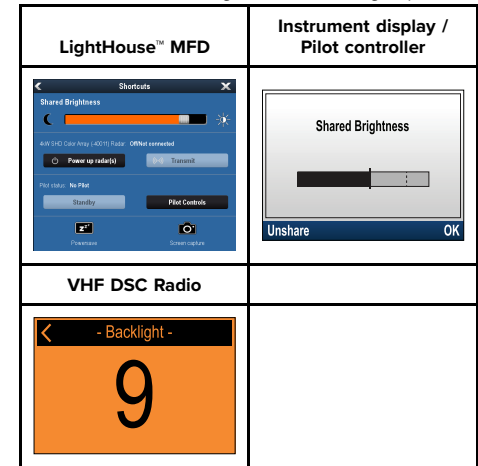 LightHouse™ MFD
Instrument display /
Pilot controller
Shortcuts
Shared Brightness
4kW SHD Color Array (-40011) Radar Off/Not connected
Power up radar(s) Transmit
Pilot status: No Pilot
Standby Pilot Controls
Powersave Screen capture
Shared Brightness
Unshare OK
VHF DSC Radio
- Backlight -
9